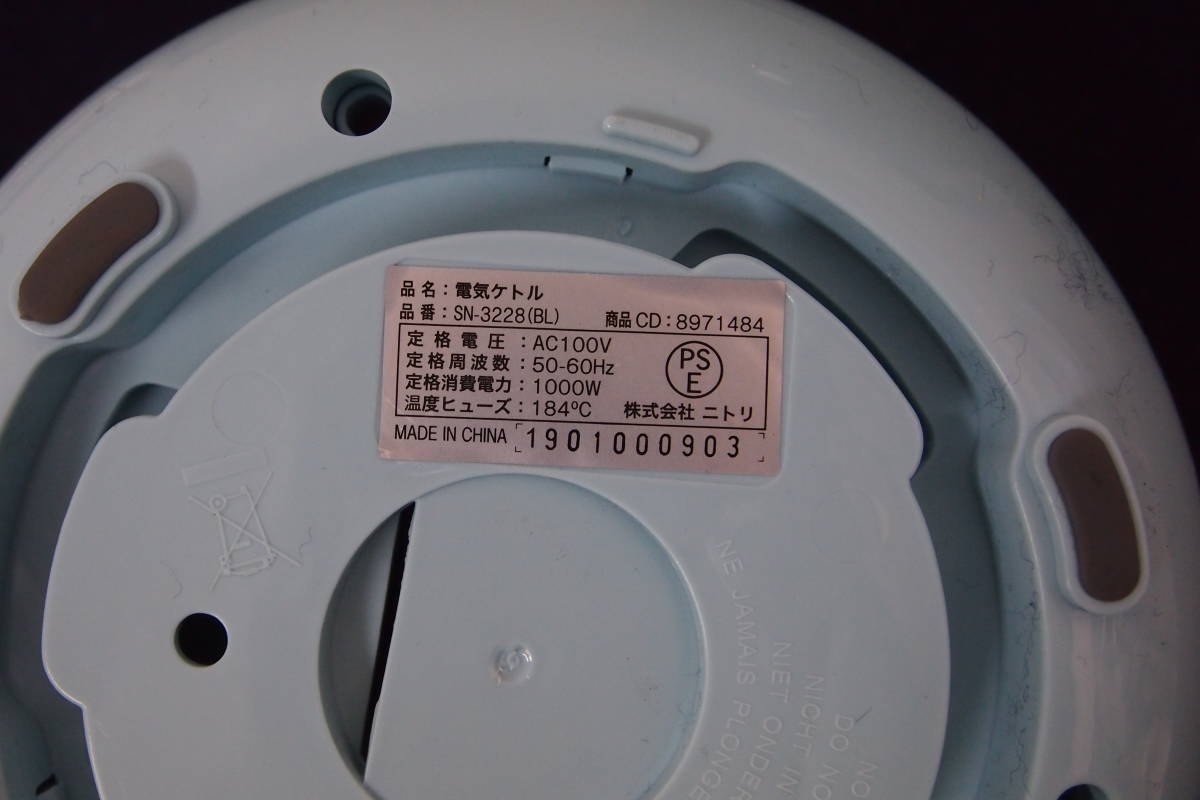 品名：電気ケトル
品番：SN-3228(BL) 商品CD：8971484
定格電圧：AC100V
定格周波数：50-60Hz
定格消費電力：1000W
温度ヒューズ：184℃
PS
E
株式会社 ニトリ
MADE IN CHINA 1901000903
NE JAMAIS PLONGE
NIET ONDER
NICHT IN
DO NO
NO